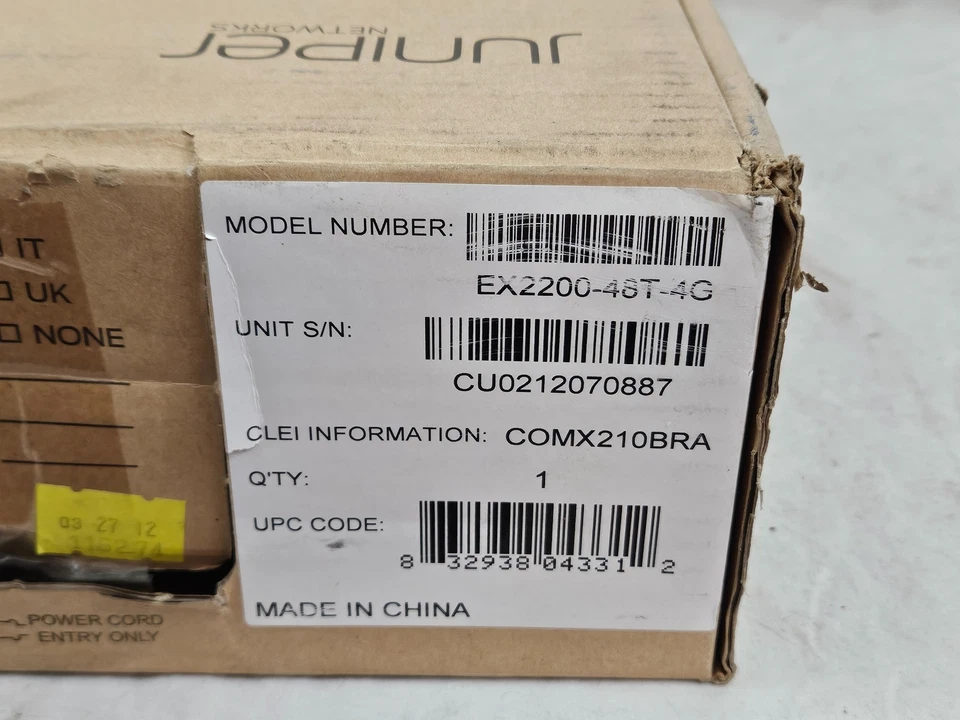 JUNIPer
NETWORKS
IT
UK
NONE
MODEL NUMBER:
EX2200-48T-4G
UNIT S/N:
CU0212070887
CLEI INFORMATION: COMX210BRA
Q'TY: 1
UPC CODE:
8 32938 04331 2
MADE IN CHINA
03 27 12
POWER CORD
ENTRY ONLY